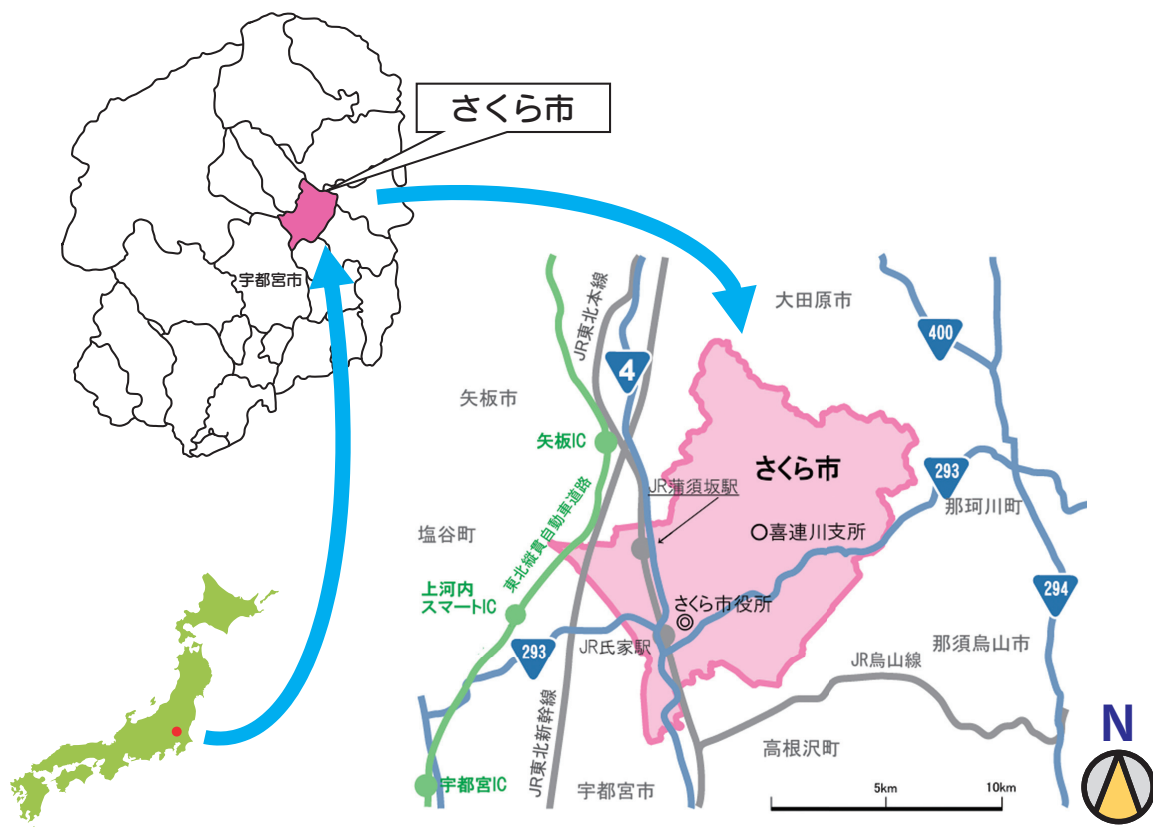 さくら市
宇都宮市
大田原市
JR東北本線
400
4
矢板市
矢板IC
さくら市
293
JR蒲須坂駅
那珂川町
塩谷町
東北縦貫自動車道路
喜連川支所
上河内
スマートIC
294
さくら市役所
293
JR氏家駅
那須烏山市
JR烏山線
JR東北新幹線
高根沢町
N
宇都宮IC
宇都宮市
5km
10km